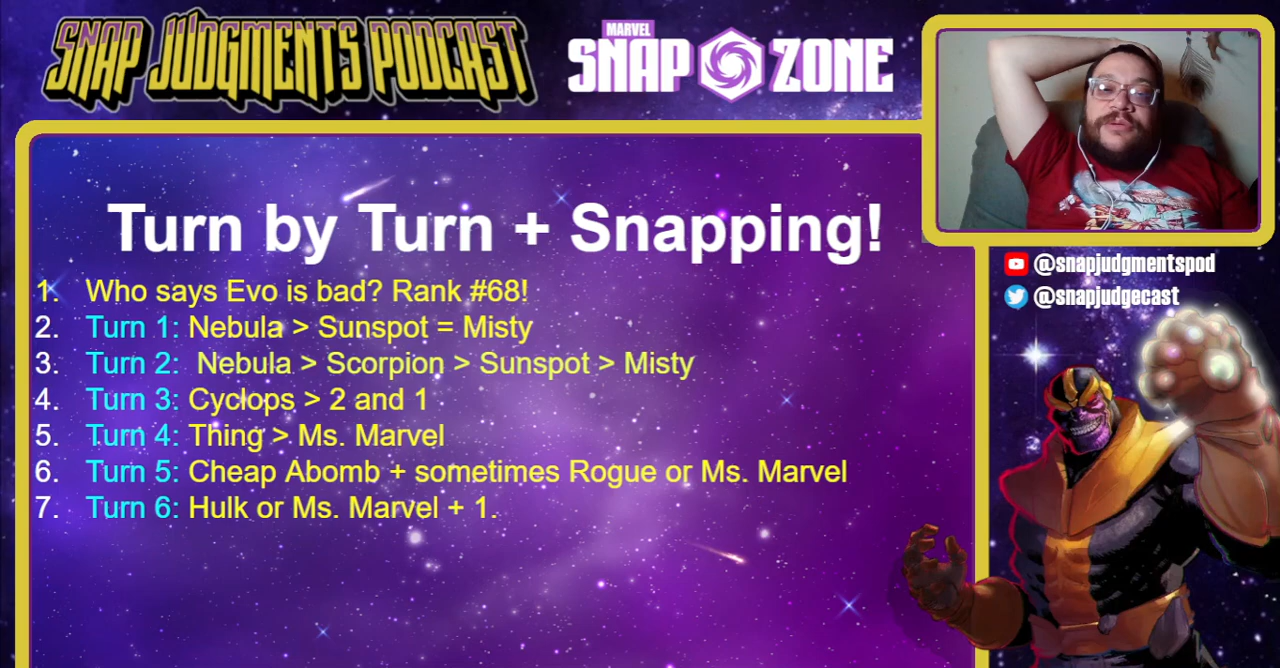 SNAP JUDGMENTS PODCAST
MARVEL
SNAP ZONE
Turn by Turn + Snapping!
1. Who says Evo is bad? Rank #68!
2. Turn 1: Nebula > Sunspot = Misty
3. Turn 2: Nebula > Scorpion > Sunspot > Misty
4. Turn 3: Cyclops > 2 and 1
5. Turn 4: Thing > Ms. Marvel
6. Turn 5: Cheap Abomb + sometimes Rogue or Ms. Marvel
7. Turn 6: Hulk or Ms. Marvel + 1.
@snapjudgmentspod
@snapjudgecast